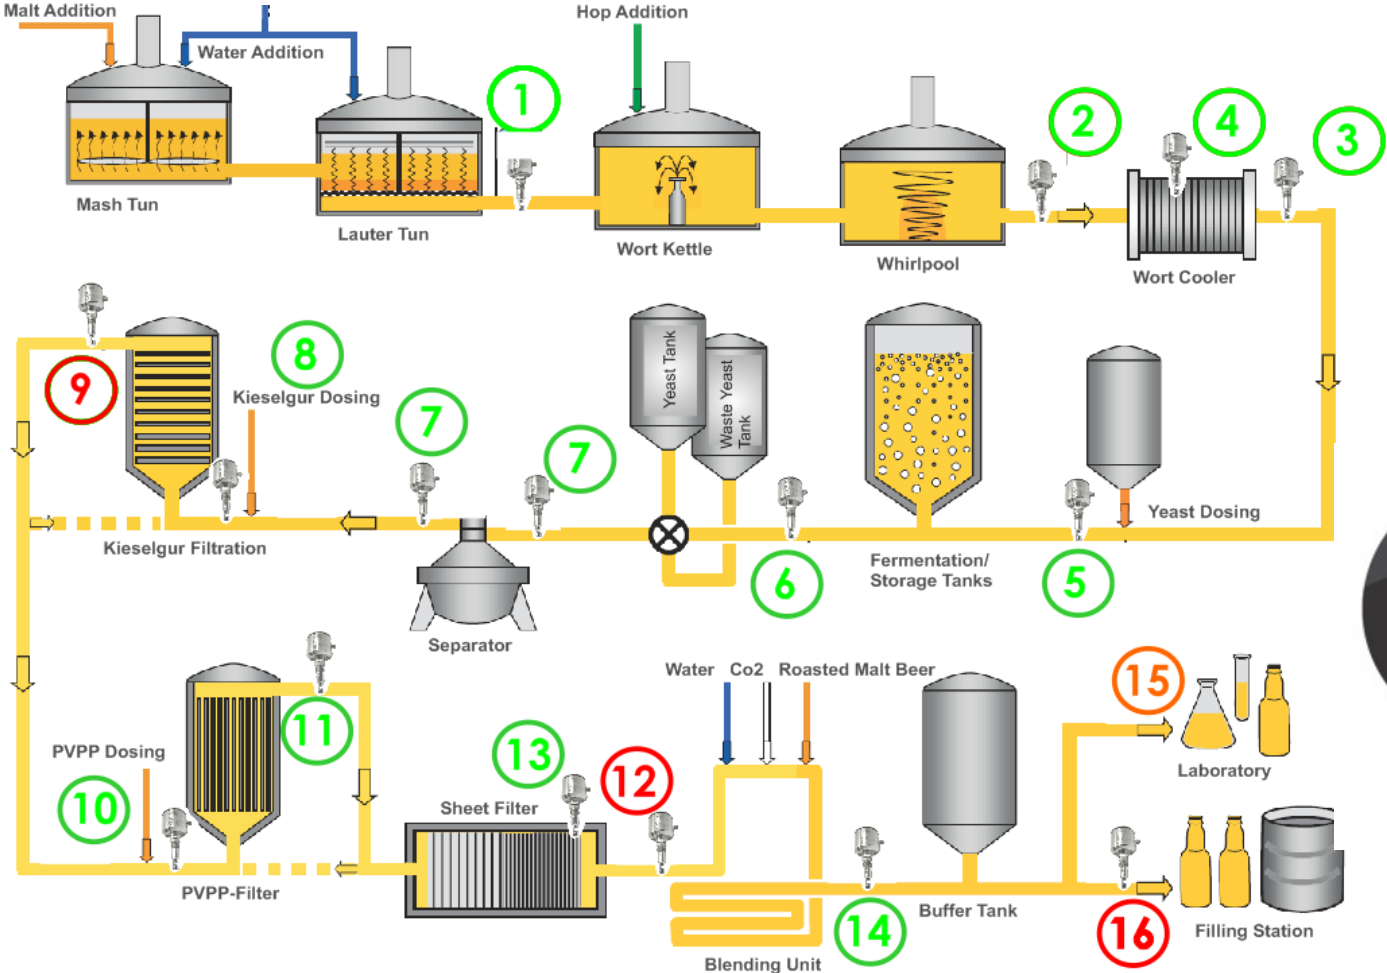 Malt Addition
Water Addition
Hop Addition
1
2
4
3
Mash Tun
Lauter Tun
Wort Kettle
Whirlpool
Wort Cooler
9
8
Kieselgur Dosing
7
7
Yeast Tank
Waste Yeast
Tank
Yeast Dosing
Kieselgur Filtration
6
Fermentation/
Storage Tanks
5
Separator
Water
Co2
Roasted Malt Beer
15
11
PVPP Dosing
10
13
12
Sheet Filter
Laboratory
PVPP-Filter
14
Buffer Tank
16
Filling Station
Blending Unit